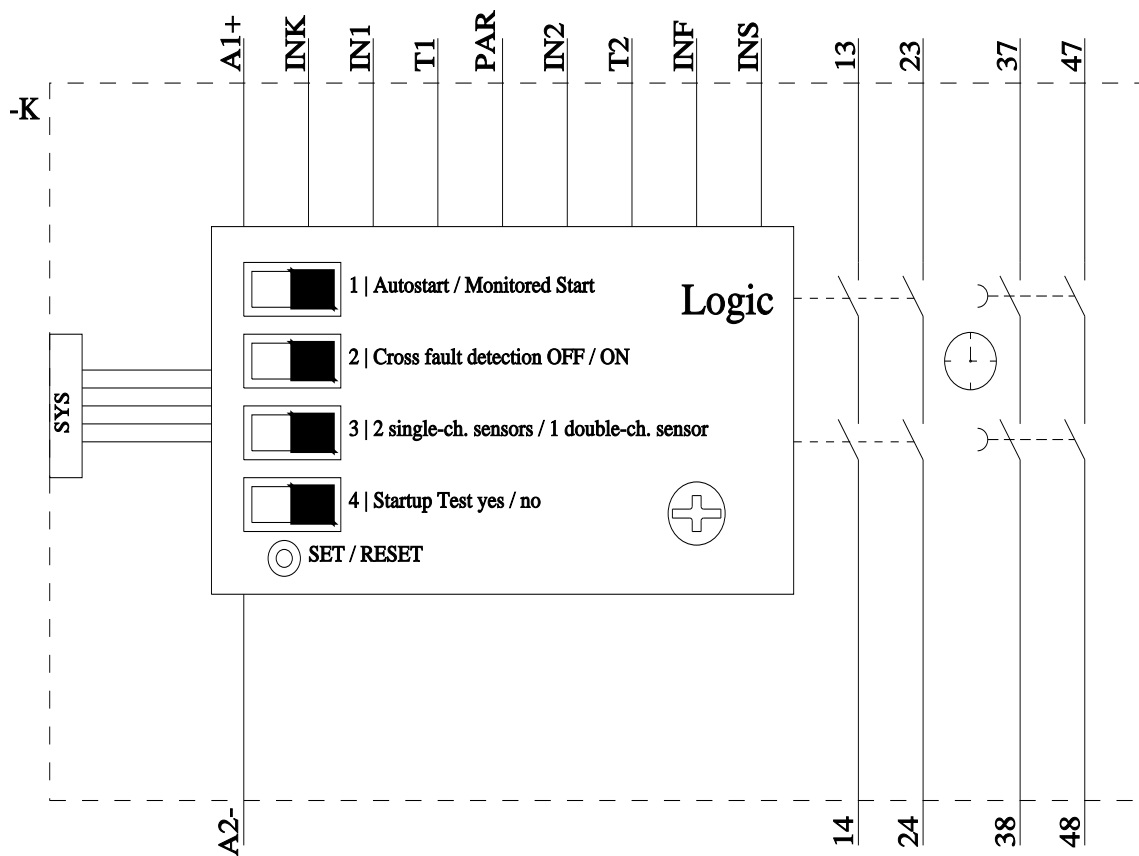 A1+
INK
IN1
T1
PAR
IN2
T2
INF
INS
13
23
37
47
-K
1 | Autostart / Monitored Start
Logic
2 | Cross fault detection OFF / ON
SYS
3 | 2 single-ch. sensors / 1 double-ch. sensor
4 | Startup Test yes / no
SET / RESET
A2-
14
24
38
48